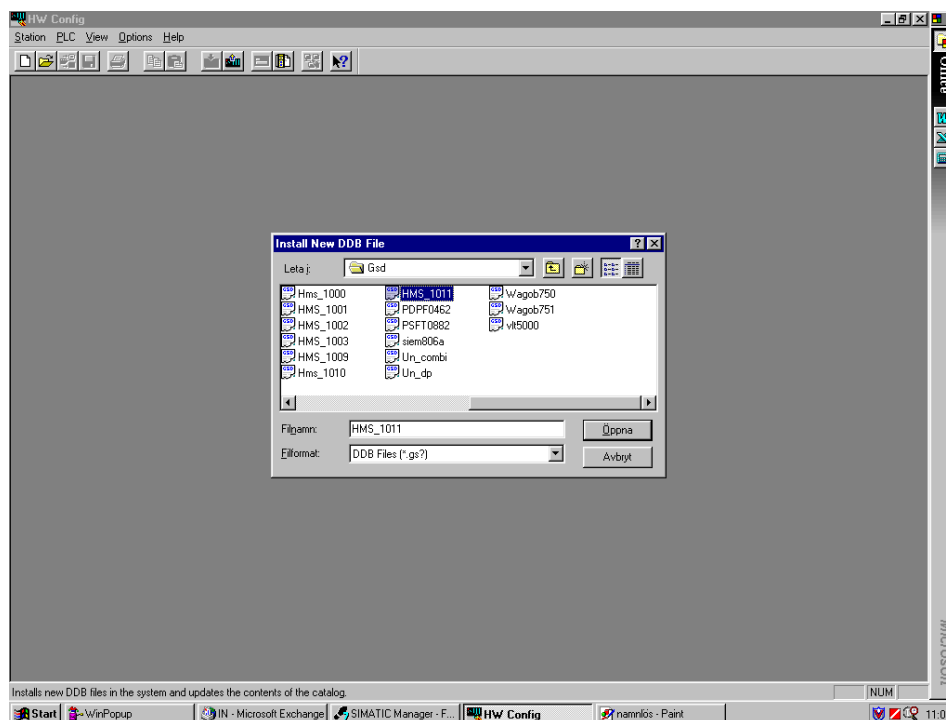 HW Config
Station PLC View Options Help
Office
Install New DDB File
Leta i:
Gsd
Hms_1000 HMS_1011 Wagob750
HMS_1001 PDPF0462 Wagob751
HMS_1002 PSFT0882 vlt5000
HMS_1003 siem806a
HMS_1009 Un_combi
Hms_1010 Un_dp
Filnamn: HMS_1011 Öppna
Filformat: DDB Files (*.gs?) Avbryt
Microsoft
Installs new DDB files in the system and updates the contents of the catalog. NUM
Start WinPopup IN - Microsoft Exchange SIMATIC Manager - F... HW Config namnlös - Paint